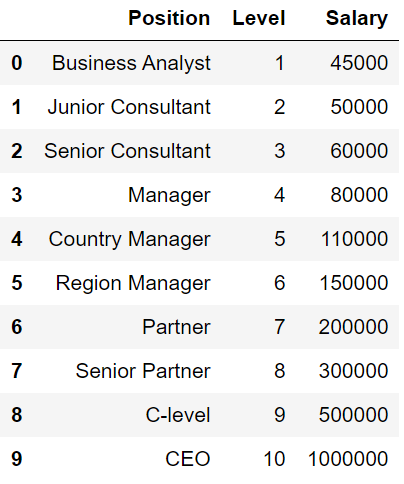 Position Level Salary
0 Business Analyst 1 45000
1 Junior Consultant 2 50000
2 Senior Consultant 3 60000
3 Manager 4 80000
4 Country Manager 5 110000
5 Region Manager 6 150000
6 Partner 7 200000
7 Senior Partner 8 300000
8 C-level 9 500000
9 CEO 10 1000000